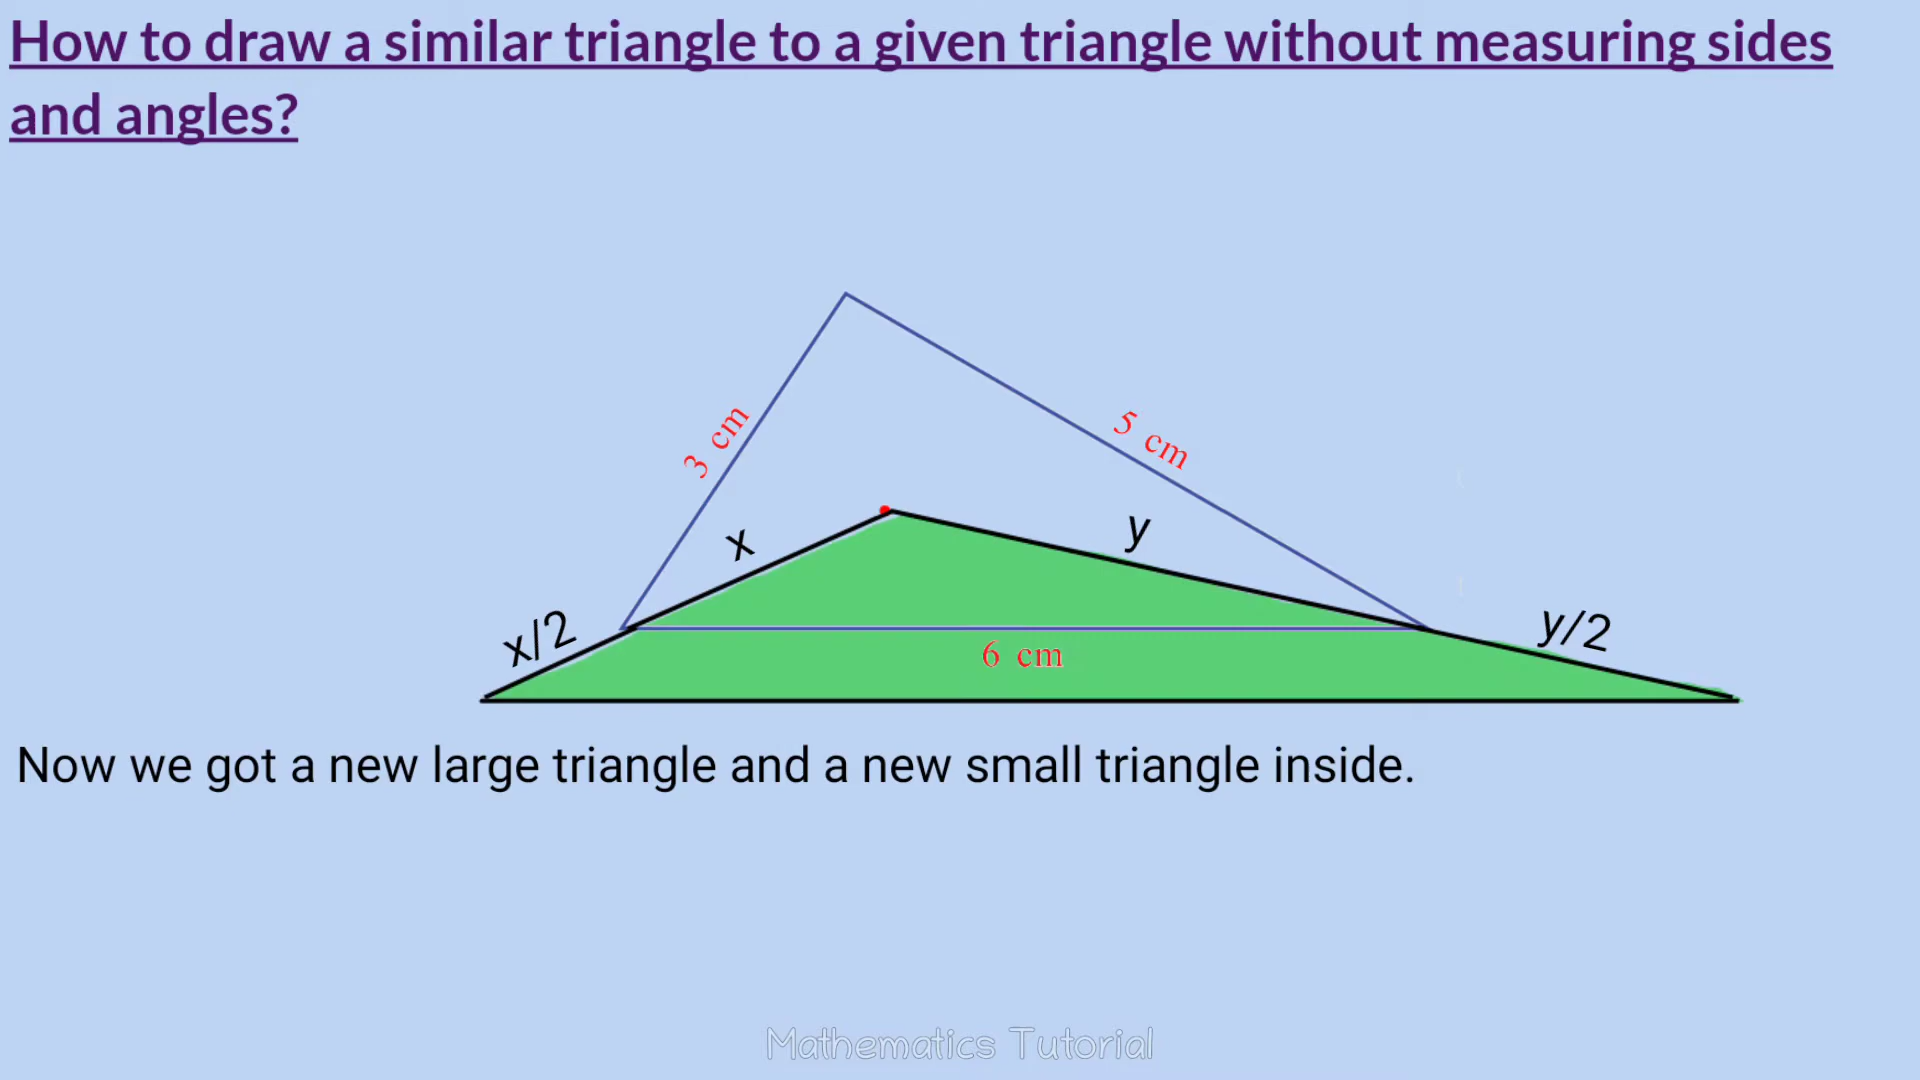 How to draw a similar triangle to a given triangle without measuring sides
and angles?
3 cm
5 cm
x
y
x/2
y/2
6 cm
Now we got a new large triangle and a new small triangle inside.
Mathematics Tutorial